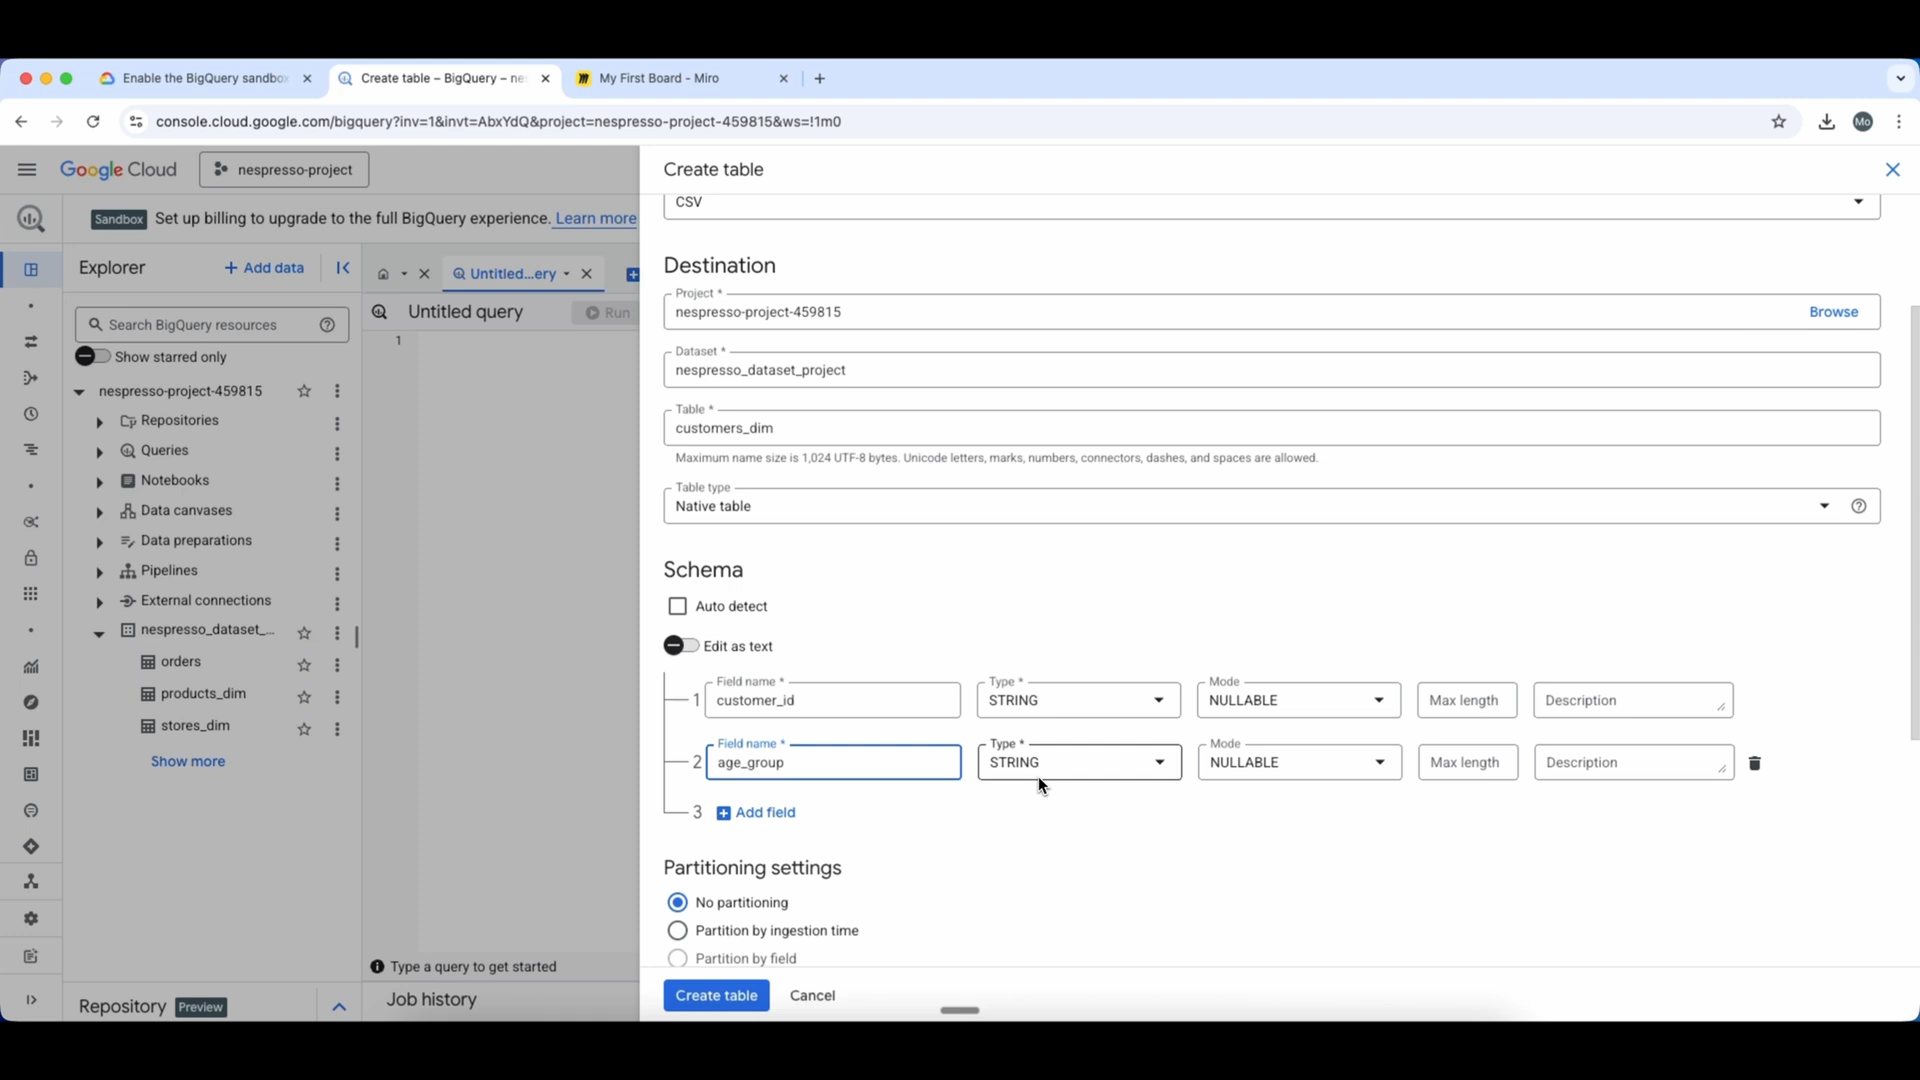 Enable the BigQuery sandbox
Create table – BigQuery – nes
My First Board - Miro
console.cloud.google.com/bigquery?inv=1&invt=AbxYdQ&project=nespresso-project-459815&ws=!1m0
Mo
Google Cloud
nespresso-project
Sandbox Set up billing to upgrade to the full BigQuery experience. Learn more
Explorer
+ Add data
Untitled...ery
Search BigQuery resources
Untitled query
Run
Show starred only
1
nespresso-project-459815
Repositories
Queries
Notebooks
Data canvases
Data preparations
Pipelines
External connections
nespresso_dataset_...
orders
products_dim
stores_dim
Show more
Type a query to get started
Repository Preview
Job history
Create table
CSV
Destination
Project *
nespresso-project-459815
Browse
Dataset *
nespresso_dataset_project
Table *
customers_dim
Maximum name size is 1,024 UTF-8 bytes. Unicode letters, marks, numbers, connectors, dashes, and spaces are allowed.
Table type
Native table
Schema
Auto detect
Edit as text
Field name * Type * Mode
1 customer_id STRING NULLABLE Max length Description
Field name * Type * Mode
2 age_group STRING NULLABLE Max length Description
3 Add field
Partitioning settings
No partitioning
Partition by ingestion time
Partition by field
Create table
Cancel